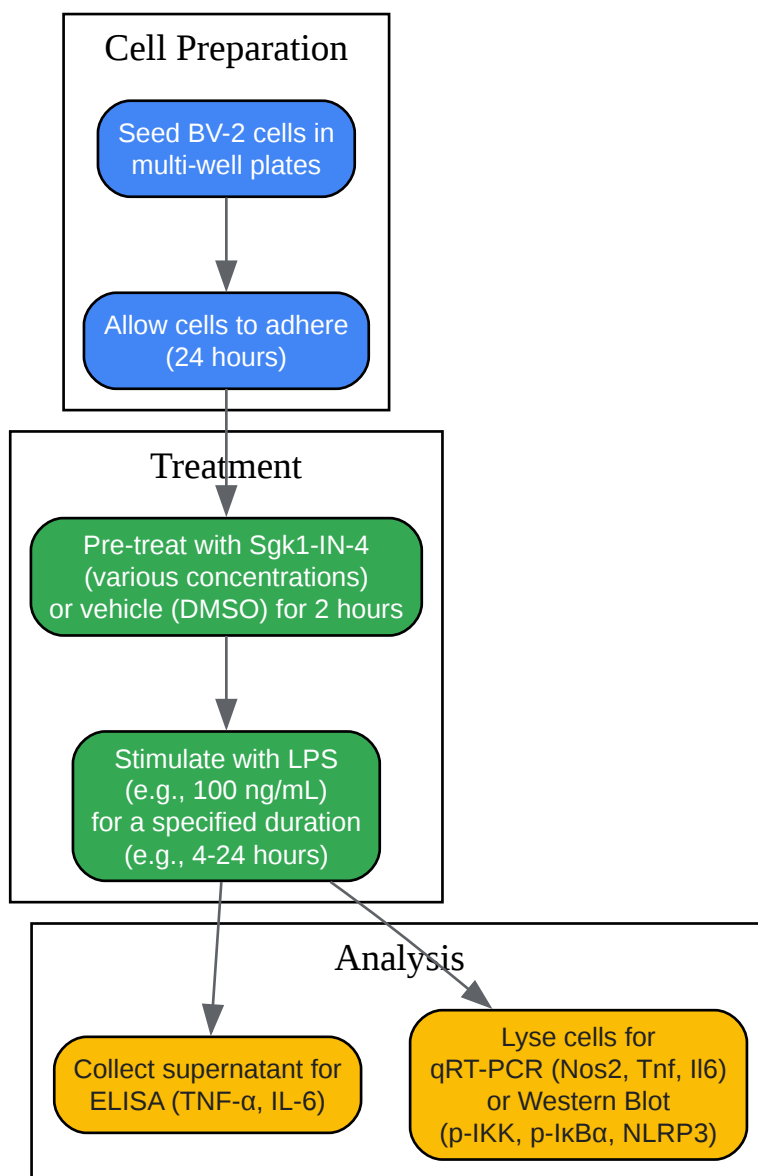 Cell Preparation
Seed BV-2 cells in
multi-well plates
Allow cells to adhere
(24 hours)
Treatment
Pre-treat with Sgk1-IN-4
(various concentrations)
or vehicle (DMSO) for 2 hours
Stimulate with LPS
(e.g., 100 ng/mL)
for a specified duration
(e.g., 4-24 hours)
Analysis
Collect supernatant for
ELISA (TNF-α, IL-6)
Lyse cells for
qRT-PCR (Nos2, Tnf, Il6)
or Western Blot
(p-IKK, p-IκBα, NLRP3)